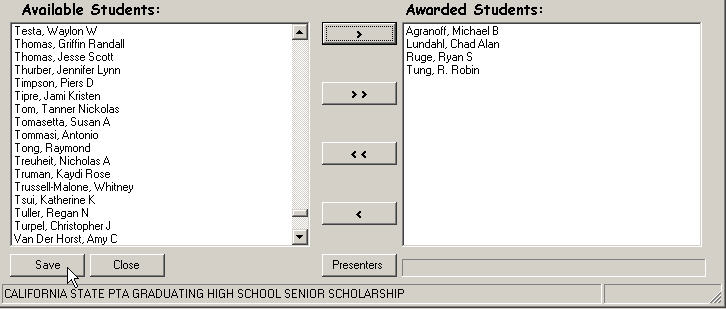 Available Students:
Testa, Waylon W
Thomas, Griffin Randall
Thomas, Jesse Scott
Thurber, Jennifer Lynn
Timpson, Piers D
Tipre, Jami Kristen
Tom, Tanner Nickolas
Tomasetta, Susan A
Tommasi, Antonio
Tong, Raymond
Treuheit, Nicholas A
Truman, Kaydi Rose
Trussell-Malone, Whitney
Tsui, Katherine K
Tuller, Regan N
Turpel, Christopher J
Van Der Horst, Amy C
>
>>
<<
<
Awarded Students:
Agranoff, Michael B
Lundahl, Chad Alan
Ruge, Ryan S
Tung, R. Robin
Save
Close
Presenters
CALIFORNIA STATE PTA GRADUATING HIGH SCHOOL SENIOR SCHOLARSHIP